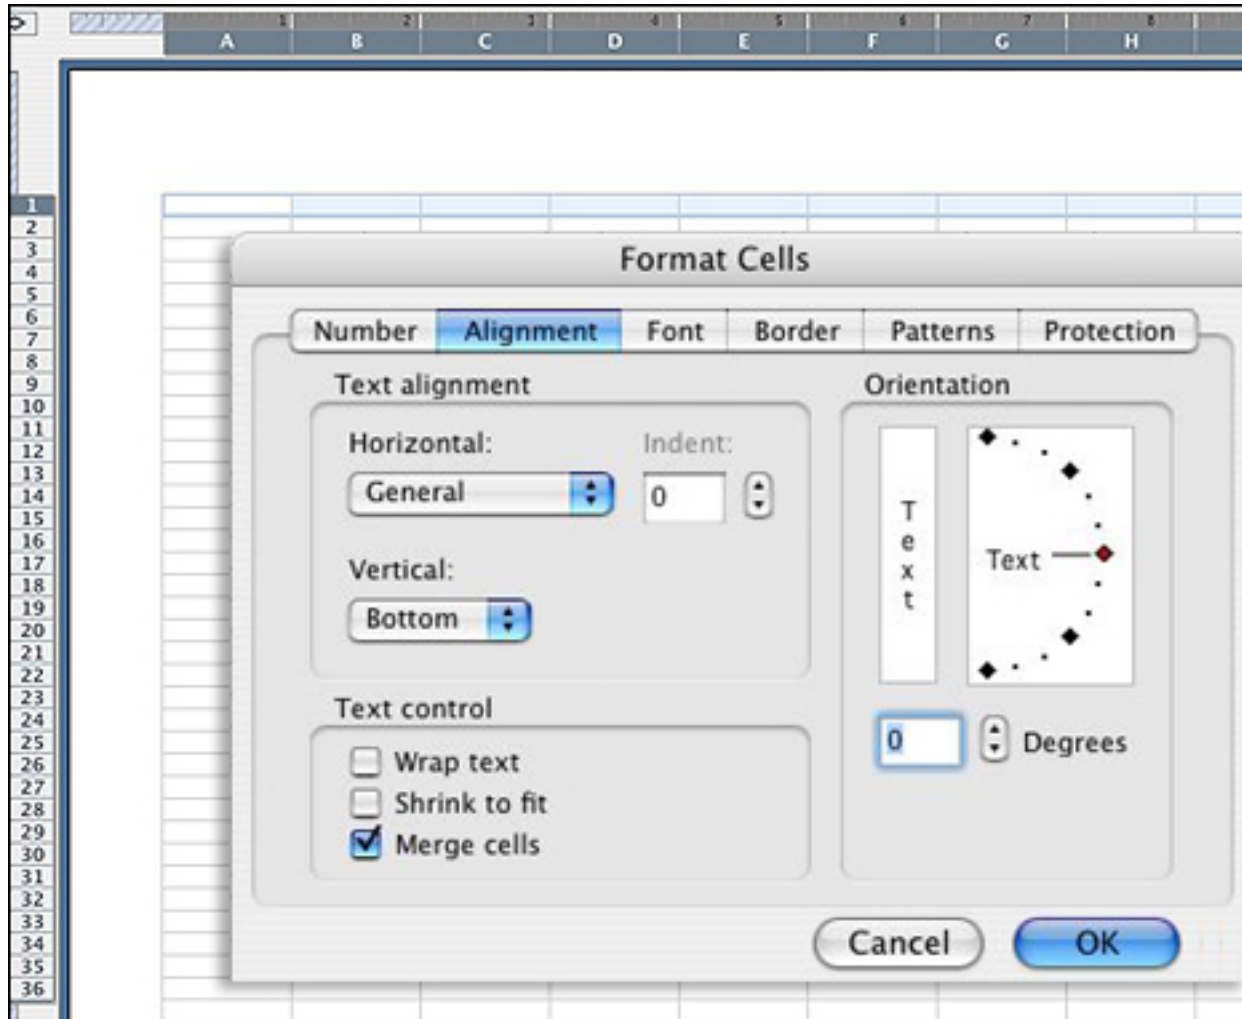 1 2 3 4 5 6 7 8
A B C D E F G H
1
2
3
4
5
6
7
8
9
10
11
12
13
14
15
16
17
18
19
20
21
22
23
24
25
26
27
28
29
30
31
32
33
34
35
36
Format Cells
Number Alignment Font Border Patterns Protection
Text alignment
Horizontal: Indent:
General 0
Vertical:
Bottom
Text control
Wrap text
Shrink to fit
Merge cells
Orientation
Text
Text
0 Degrees
Cancel OK